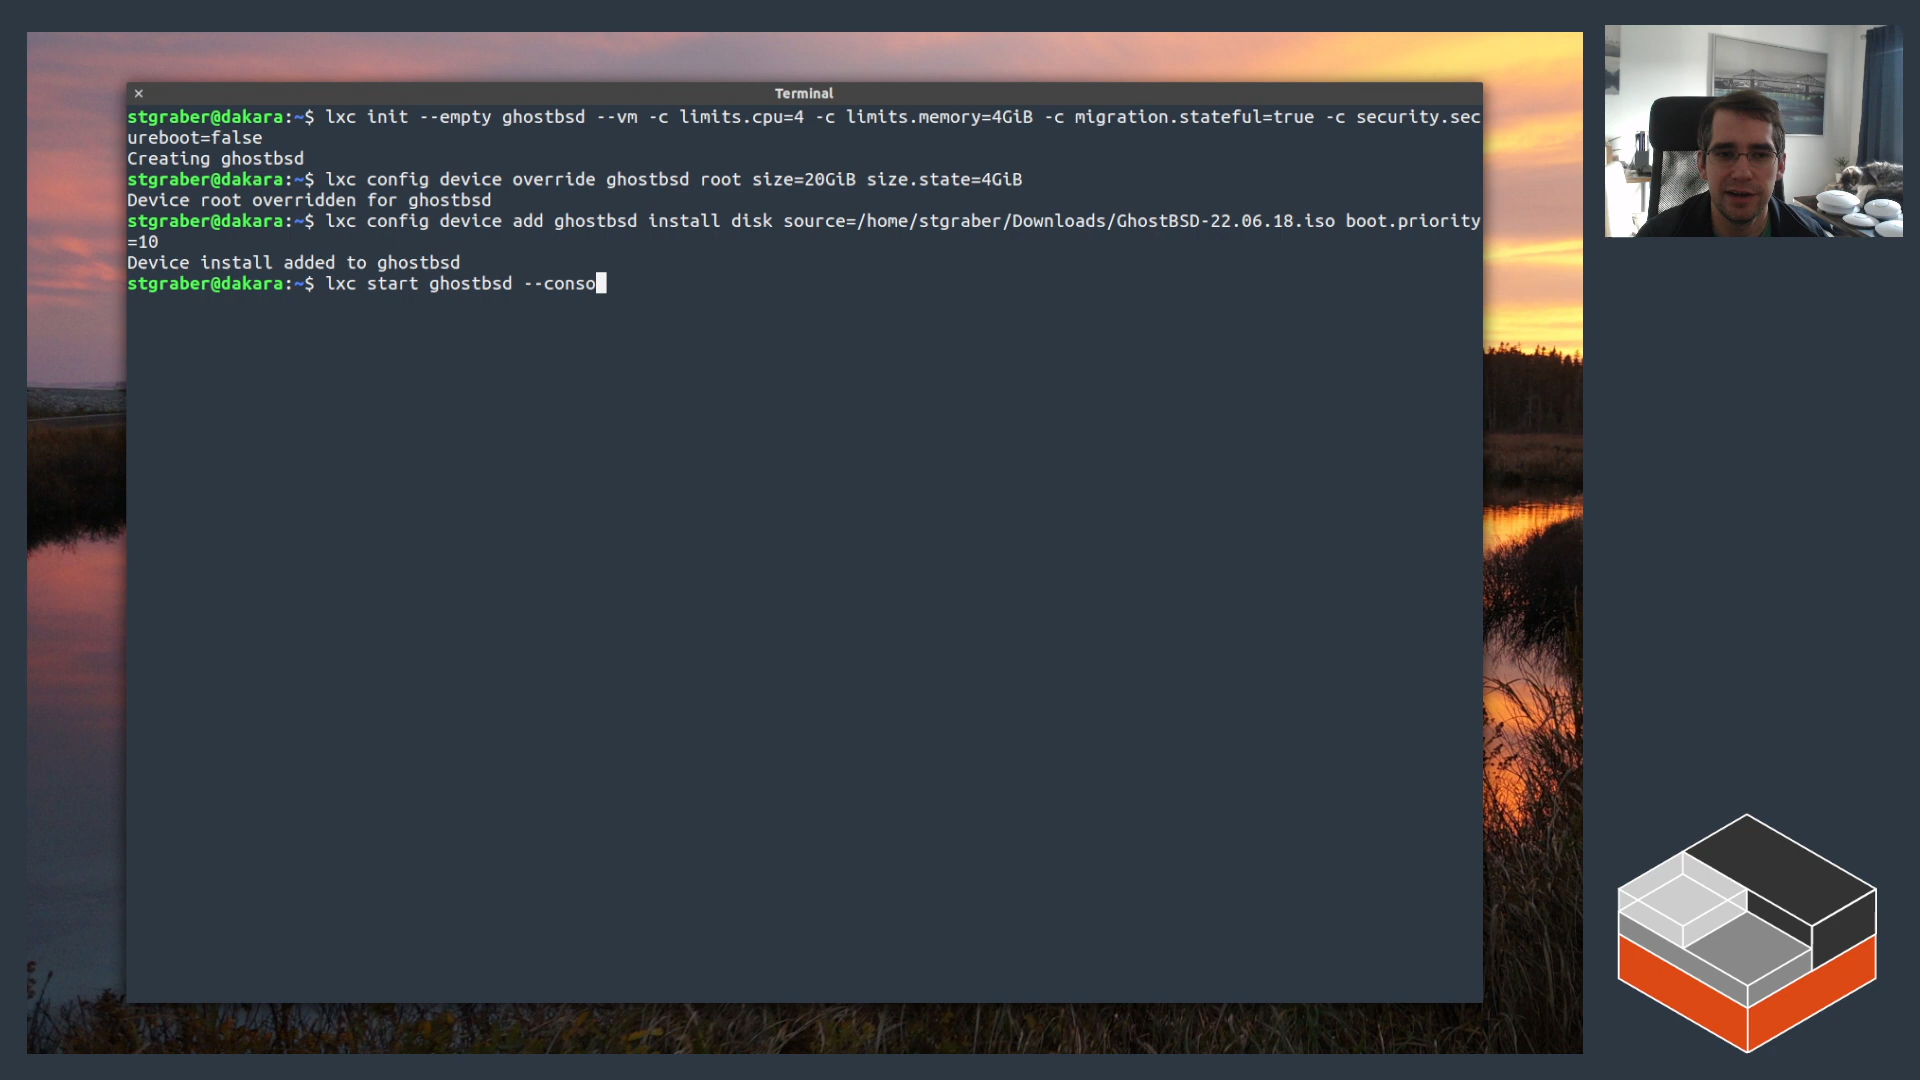 × Terminal
stgraber@dakara:~$ lxc init --empty ghostbsd --vm -c limits.cpu=4 -c limits.memory=4GiB -c migration.stateful=true -c security.sec
ureboot=false
Creating ghostbsd
stgraber@dakara:~$ lxc config device override ghostbsd root size=20GiB size.state=4GiB
Device root overridden for ghostbsd
stgraber@dakara:~$ lxc config device add ghostbsd install disk source=/home/stgraber/Downloads/GhostBSD-22.06.18.iso boot.priority
=10
Device install added to ghostbsd
stgraber@dakara:~$ lxc start ghostbsd --conso